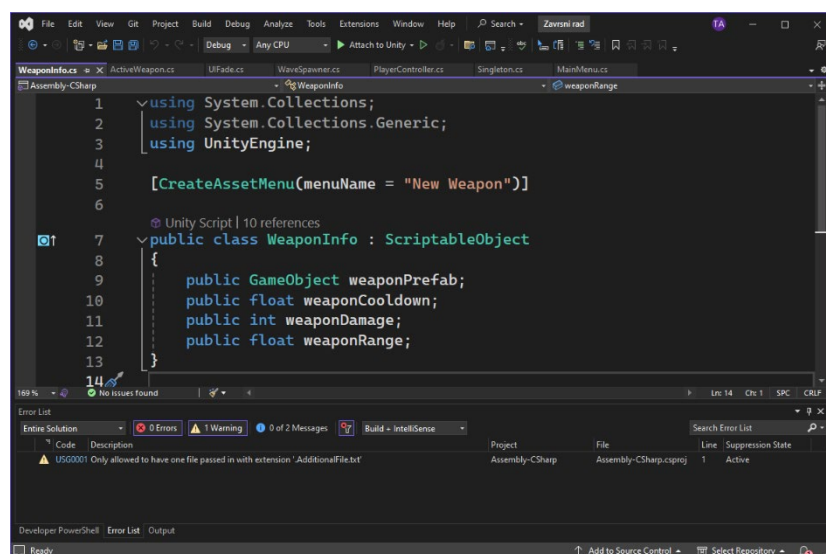 File Edit View Git Project Build Debug Analyze Tools Extensions Window Help Search Zavrsni rad TA
Debug Any CPU Attach to Unity
WeaponInfo.cs ActiveWeapon.cs UIFade.cs WaveSpawner.cs PlayerController.cs Singleton.cs MainMenu.cs
Assembly-CSharp WeaponInfo weaponRange
1 using System.Collections;
2 using System.Collections.Generic;
3 using UnityEngine;
4
5 [CreateAssetMenu(menuName = "New Weapon")]
6
Unity Script | 10 references
7 public class WeaponInfo : ScriptableObject
8 {
9 public GameObject weaponPrefab;
10 public float weaponCooldown;
11 public int weaponDamage;
12 public float weaponRange;
13 }
14
169 % No issues found Ln: 14 Ch: 1 SPC CRLF
Error List
Entire Solution 0 Errors 1 Warning 0 of 2 Messages Build + IntelliSense Search Error List
Code Description Project File Line Suppression State
USG0001 Only allowed to have one file passed in with extension '.AdditionalFile.txt' Assembly-CSharp Assembly-CSharp.csproj 1 Active
Developer PowerShell Error List Output
Ready Add to Source Control Select Repository